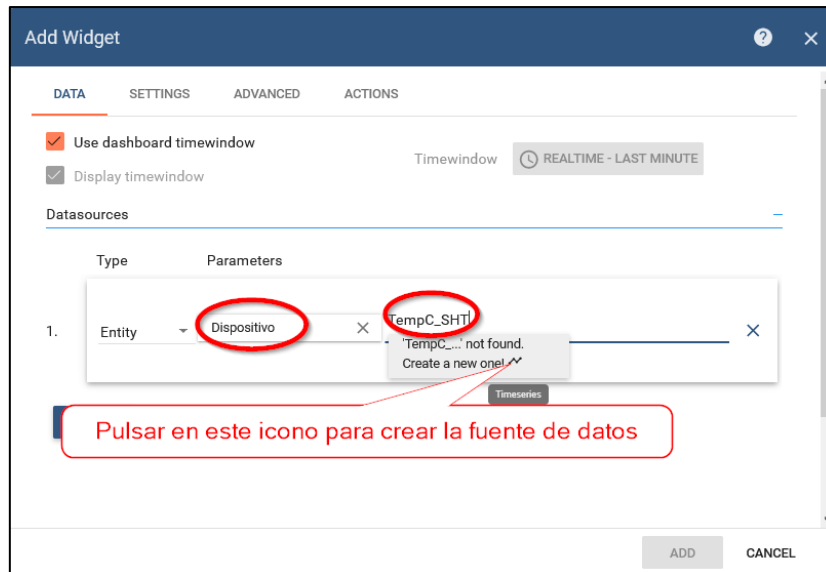 Add Widget
DATA SETTINGS ADVANCED ACTIONS
Use dashboard timewindow
Timewindow REALTIME - LAST MINUTE
Display timewindow
Datasources
Type Parameters
1. Entity Dispositivo TempC_SHT
'TempC_...' not found.
Create a new one!
Timeseries
Pulsar en este icono para crear la fuente de datos
ADD CANCEL